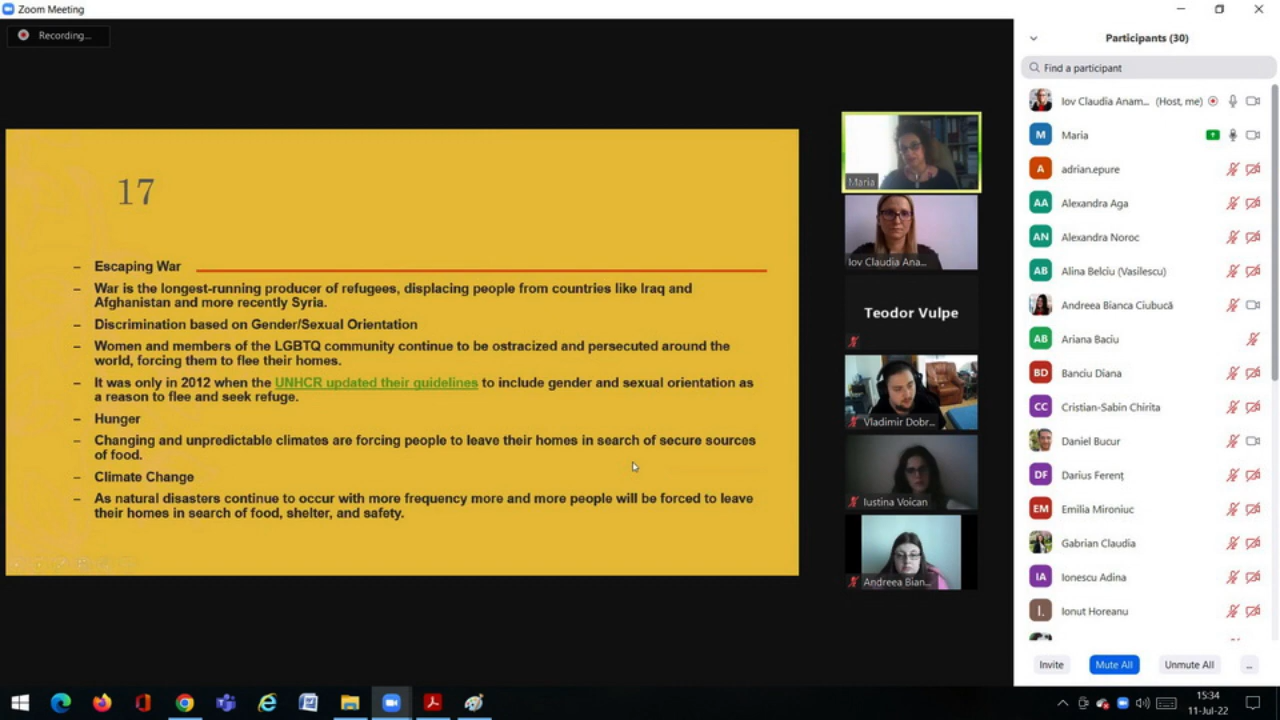 Zoom Meeting
Recording...
17
– Escaping War
– War is the longest-running producer of refugees, displacing people from countries like Iraq and
Afghanistan and more recently Syria.
– Discrimination based on Gender/Sexual Orientation
– Women and members of the LGBTQ community continue to be ostracized and persecuted around the
world, forcing them to flee their homes.
– It was only in 2012 when the UNHCR updated their guidelines to include gender and sexual orientation as
a reason to flee and seek refuge.
– Hunger
– Changing and unpredictable climates are forcing people to leave their homes in search of secure sources
of food.
– Climate Change
– As natural disasters continue to occur with more frequency more and more people will be forced to leave
their homes in search of food, shelter, and safety.
Maria
Iov Claudia Ana...
Teodor Vulpe
Vladimir Dobr...
Iustina Voican
Andreea Bian...
Participants (30)
Find a participant
Iov Claudia Anam... (Host, me)
M Maria
A adrian.epure
AA Alexandra Aga
AN Alexandra Noroc
AB Alina Belciu (Vasilescu)
Andreea Bianca Ciubucă
AB Ariana Baciu
BD Banciu Diana
CC Cristian-Sabin Chirita
Daniel Bucur
DF Darius Ferenț
EM Emilia Mironiuc
Gabrian Claudia
IA Ionescu Adina
I. Ionut Horeanu
Invite
Mute All
Unmute All
...
15:34
11-Jul-22